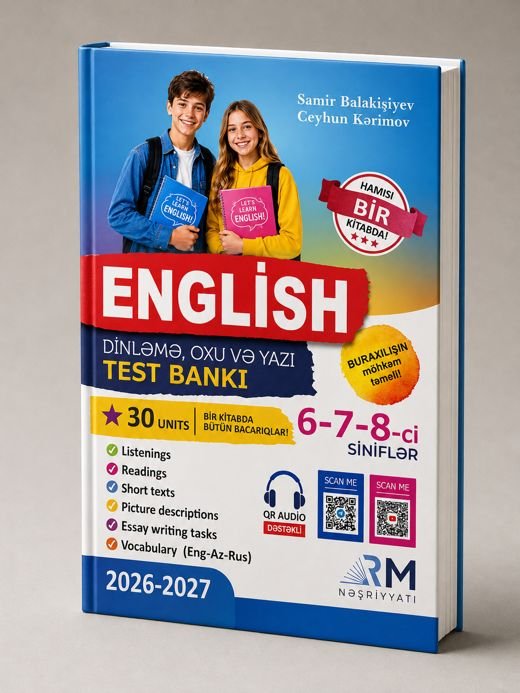 Samir Balakişiyev
Ceyhun Kərimov
LET'S
LEARN
ENGLISH!
LET'S
LEARN
ENGLISH!
HAMISI
BİR
KİTABDA!
ENGLİSH
DİNLƏMƏ, OXU VƏ YAZI
TEST BANKI
BURAXILIŞIN
möhkəm
təməli!
30 UNITS
BİR KİTABDA
BÜTÜN BACARIQLAR!
6-7-8-ci
SİNİFLƏR
Listenings
Readings
Short texts
Picture descriptions
Essay writing tasks
Vocabulary (Eng-Az-Rus)
QR AUDIO
DƏSTƏKLİ
SCAN ME
SCAN ME
RM
NƏŞRİYYATI
2026-2027